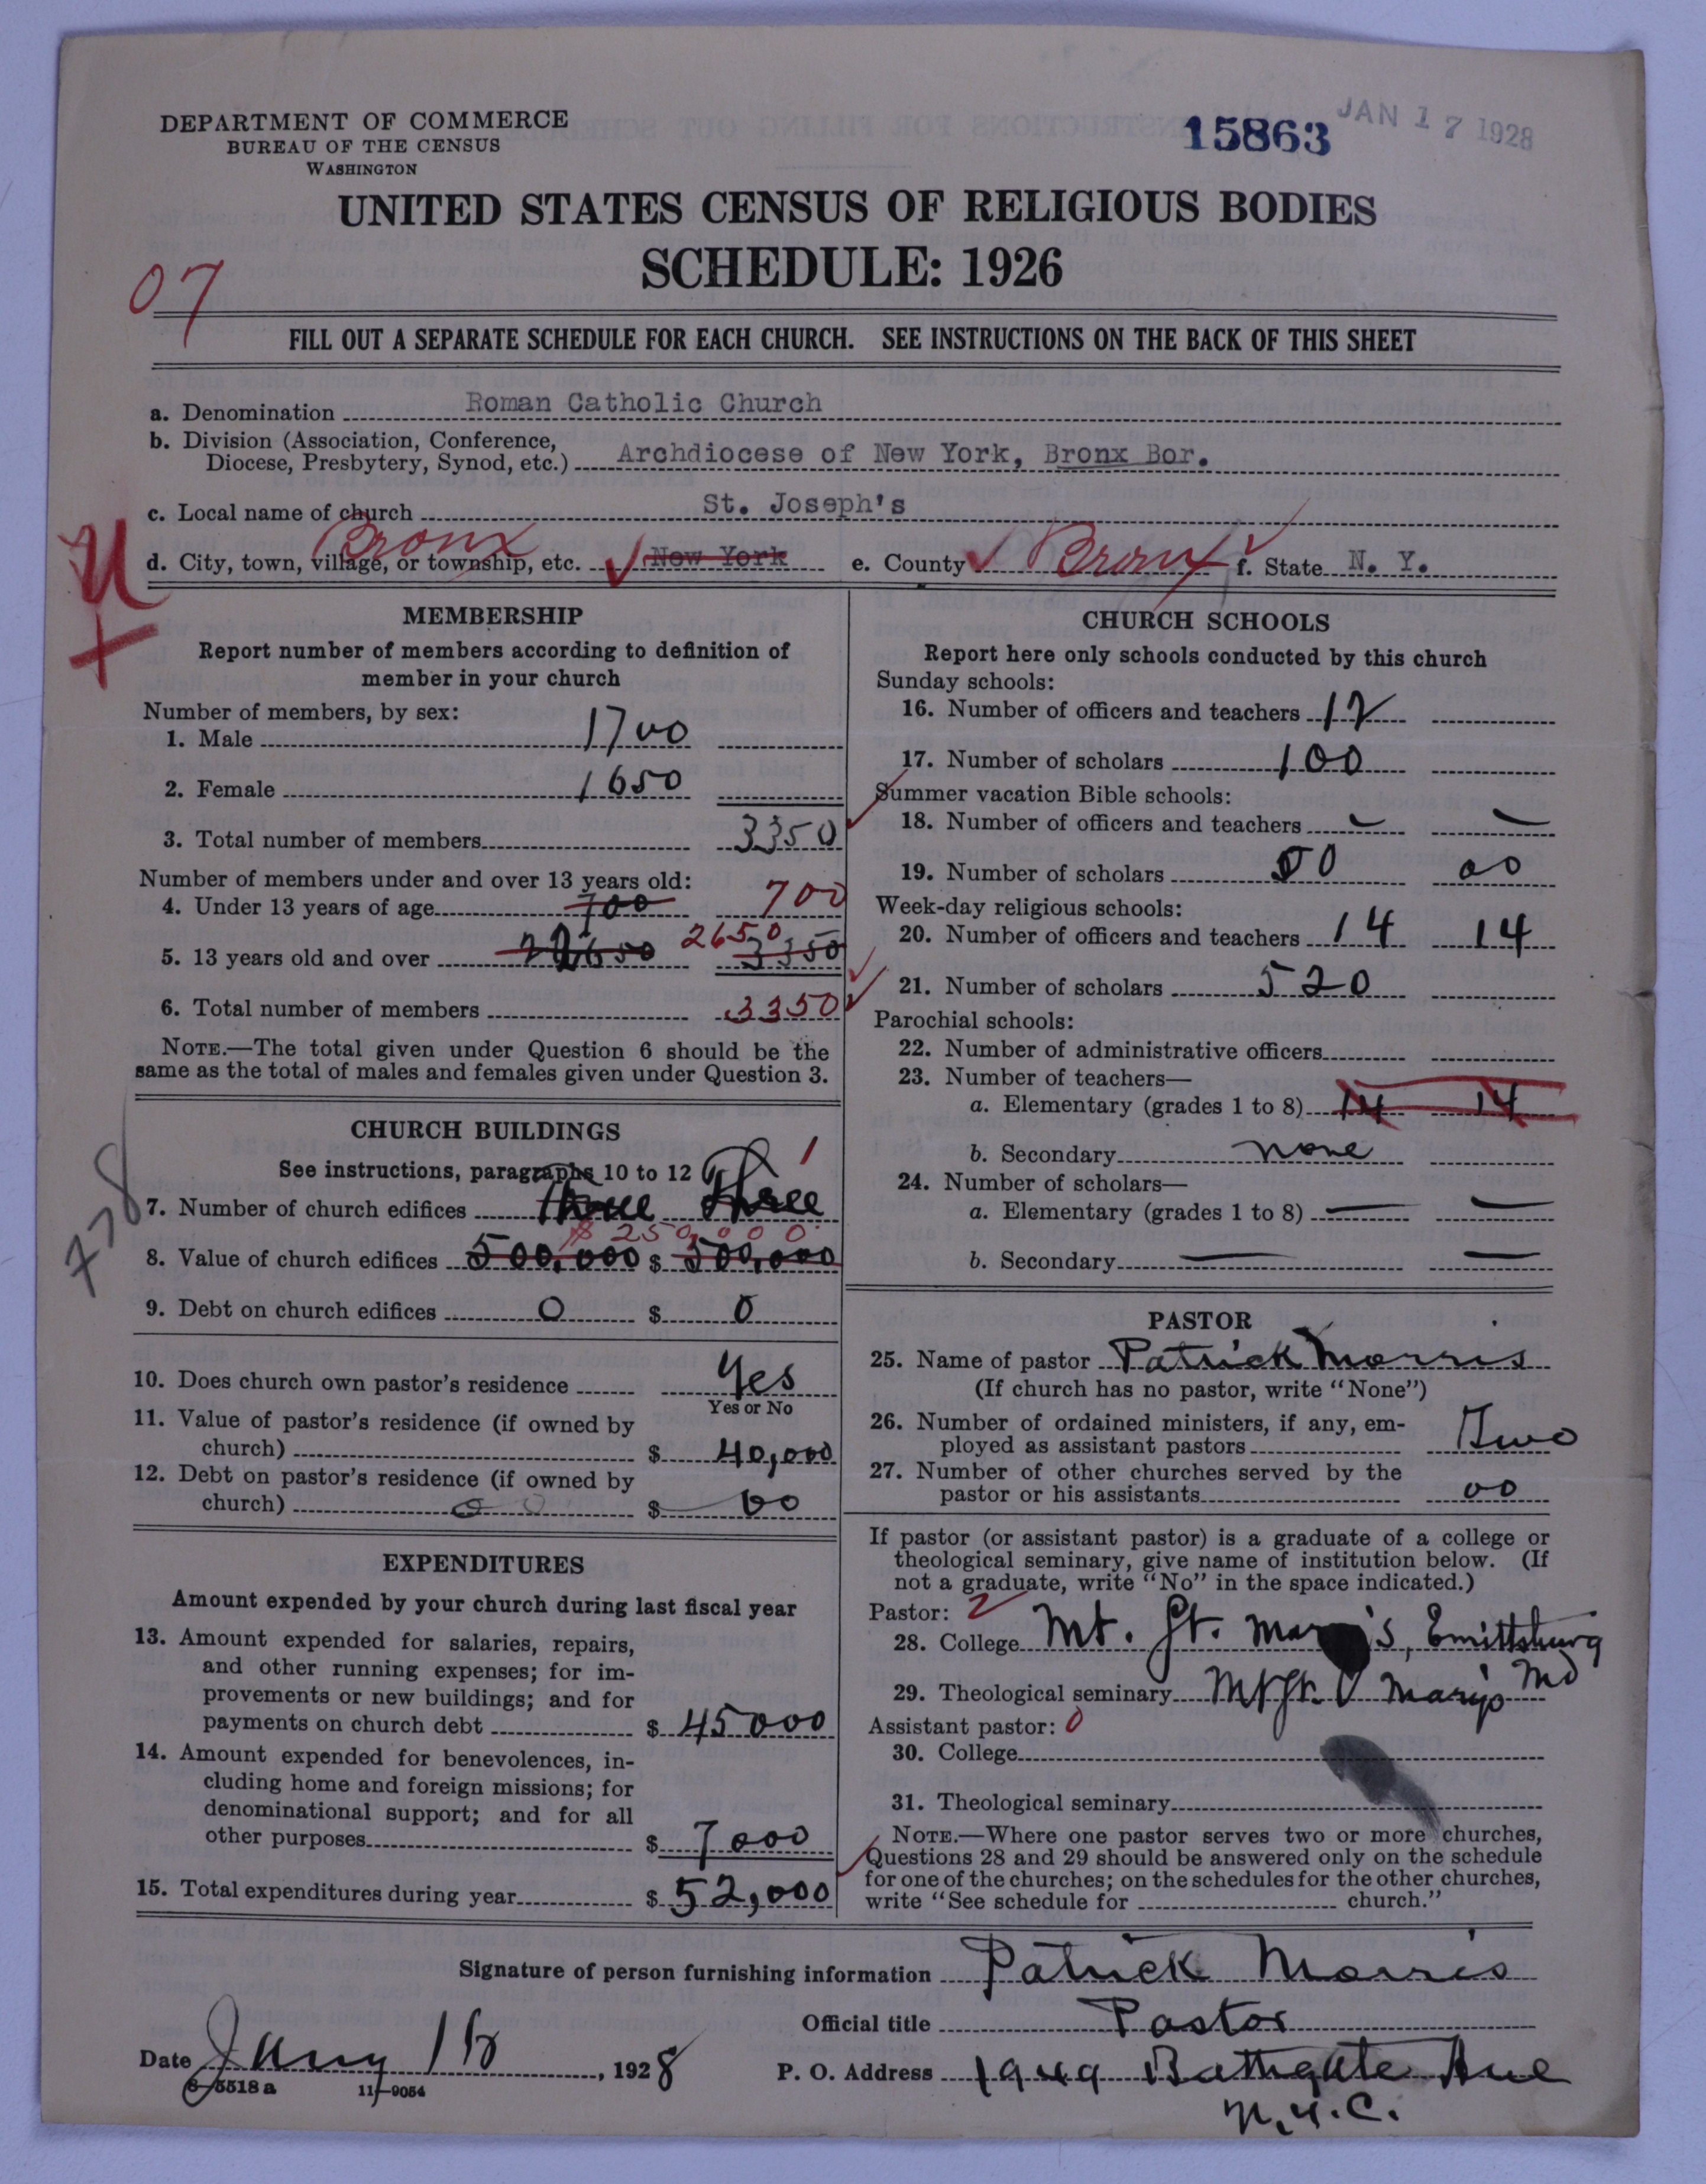 DEPARTMENT OF COMMERCE
BUREAU OF THE CENSUS
WASHINGTON
15863
JAN 17 1928
UNITED STATES CENSUS OF RELIGIOUS BODIES
SCHEDULE: 1926
07
FILL OUT A SEPARATE SCHEDULE FOR EACH CHURCH. SEE INSTRUCTIONS ON THE BACK OF THIS SHEET
a. Denomination Roman Catholic Church
b. Division (Association, Conference,
Diocese, Presbytery, Synod, etc.) Archdiocese of New York, Bronx Bor.
c. Local name of church St. Joseph's
Bronx
d. City, town, village, or township, etc. New York e. County Bronx f. State N. Y.
MEMBERSHIP
Report number of members according to definition of
member in your church
Number of members, by sex:
1. Male 1700
2. Female 1650
3. Total number of members 3350
Number of members under and over 13 years old:
4. Under 13 years of age 700 700
5. 13 years old and over 2650 3350
6. Total number of members 3350
NOTE.—The total given under Question 6 should be the
same as the total of males and females given under Question 3.
778
CHURCH BUILDINGS
See instructions, paragraphs 10 to 12 1
7. Number of church edifices three three
$ 250,000
8. Value of church edifices 500,000 $ 500,000
9. Debt on church edifices 0 $ 0
10. Does church own pastor's residence Yes
Yes or No
11. Value of pastor's residence (if owned by
church) $ 40,000
12. Debt on pastor's residence (if owned by
church) 0 0 $ 00
EXPENDITURES
Amount expended by your church during last fiscal year
13. Amount expended for salaries, repairs,
and other running expenses; for im-
provements or new buildings; and for
payments on church debt $ 45000
14. Amount expended for benevolences, in-
cluding home and foreign missions; for
denominational support; and for all
other purposes $ 7000
15. Total expenditures during year $ 52,000
CHURCH SCHOOLS
Report here only schools conducted by this church
Sunday schools:
16. Number of officers and teachers 12
17. Number of scholars 100
Summer vacation Bible schools:
18. Number of officers and teachers
19. Number of scholars 00 00
Week-day religious schools:
20. Number of officers and teachers 14 14
21. Number of scholars 520
Parochial schools:
22. Number of administrative officers
23. Number of teachers—
a. Elementary (grades 1 to 8) 14 14
b. Secondary none
24. Number of scholars—
a. Elementary (grades 1 to 8)
b. Secondary
PASTOR
25. Name of pastor Patrick Morris
(If church has no pastor, write "None")
26. Number of ordained ministers, if any, em-
ployed as assistant pastors Two
27. Number of other churches served by the
pastor or his assistants 00
If pastor (or assistant pastor) is a graduate of a college or
theological seminary, give name of institution below. (If
not a graduate, write "No" in the space indicated.)
Pastor: 2
28. College Mt. St. Mary's, Emittsburg
29. Theological seminary Mt St. Mary's Md
Assistant pastor: 0
30. College
31. Theological seminary
NOTE.—Where one pastor serves two or more churches,
Questions 28 and 29 should be answered only on the schedule
for one of the churches; on the schedules for the other churches,
write "See schedule for church."
Signature of person furnishing information Patrick Morris
Official title Pastor
Date Jany 16, 1928 P. O. Address 1949 Bathgate Ave
6-5518a 11-9054
N.Y.C.